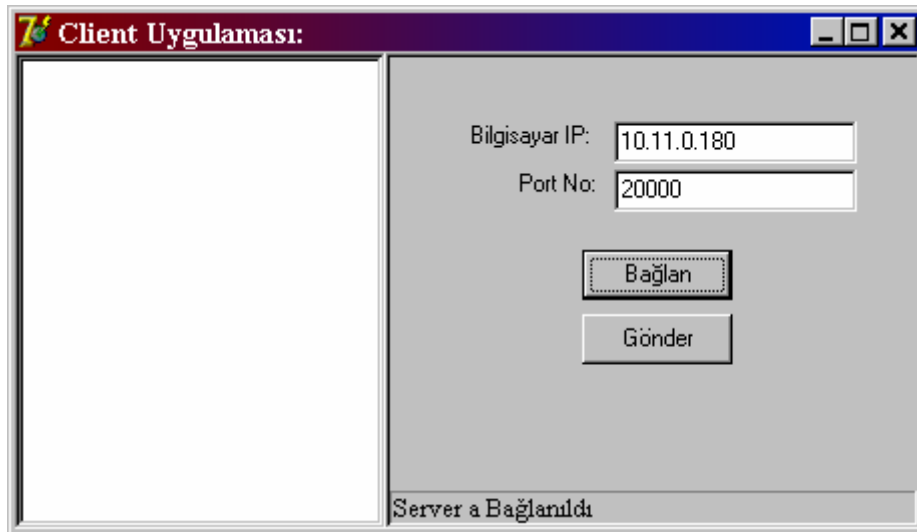 Client Uygulaması:
Bilgisayar IP: 10.11.0.180
Port No: 20000
Bağlan
Gönder
Server a Bağlanıldı